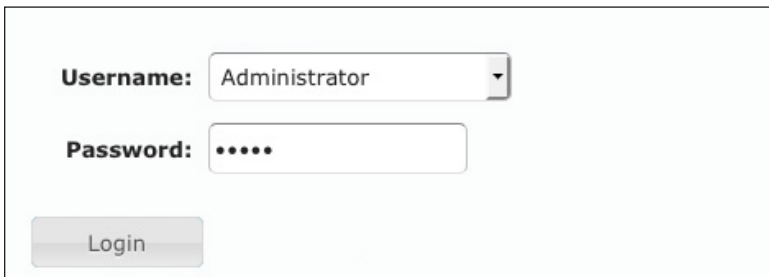 Username: Administrator
Password: •••••
Login